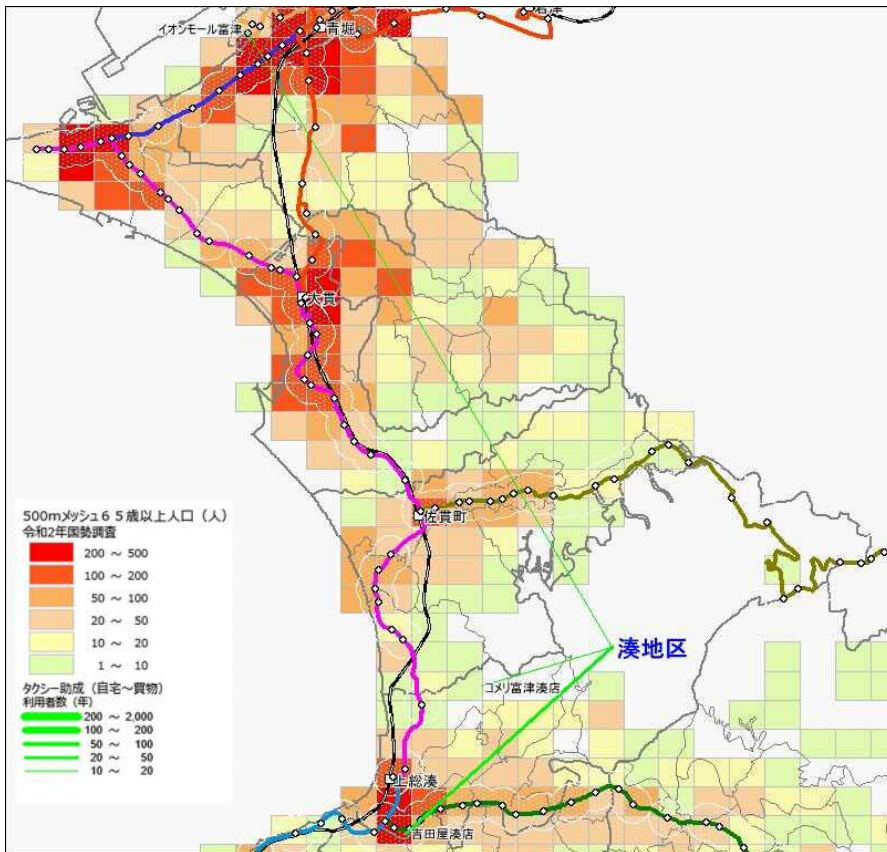 イオンモール富津
青堀
大貫
佐貫町
湊地区
コメリ富津湊店
上総湊
吉田屋湊店
500mメッシュ65歳以上人口（人）
令和2年国勢調査
200 ～ 500
100 ～ 200
50 ～ 100
20 ～ 50
10 ～ 20
1 ～ 10
タクシー助成（自宅～買物）
利用者数（年）
200 ～ 2,000
100 ～ 200
50 ～ 100
20 ～ 50
10 ～ 20